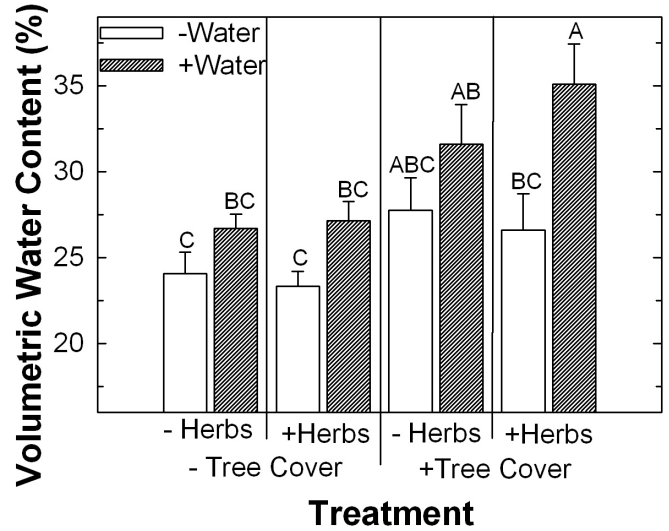 Volumetric Water Content (%)
35
30
25
20
-Water
+Water
C
BC
C
BC
ABC
AB
BC
A
- Herbs
+Herbs
- Herbs
+Herbs
- Tree Cover
+Tree Cover
Treatment